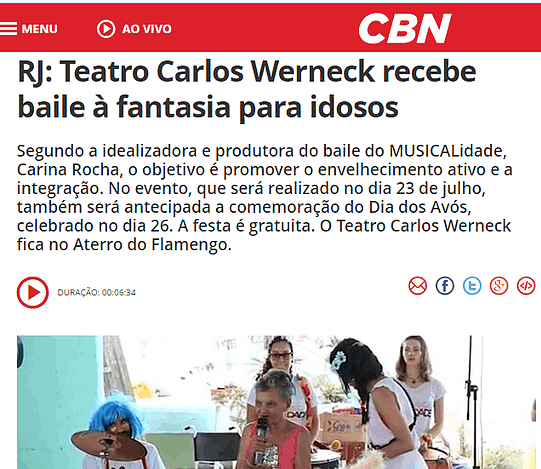 MENU AO VIVO CBN
RJ: Teatro Carlos Werneck recebe
baile à fantasia para idosos
Segundo a idealizadora e produtora do baile do MUSICALidade,
Carina Rocha, o objetivo é promover o envelhecimento ativo e a
integração. No evento, que será realizado no dia 23 de julho,
também será antecipada a comemoração do Dia dos Avós,
celebrado no dia 26. A festa é gratuita. O Teatro Carlos Werneck
fica no Aterro do Flamengo.
DURAÇÃO: 00:06:34